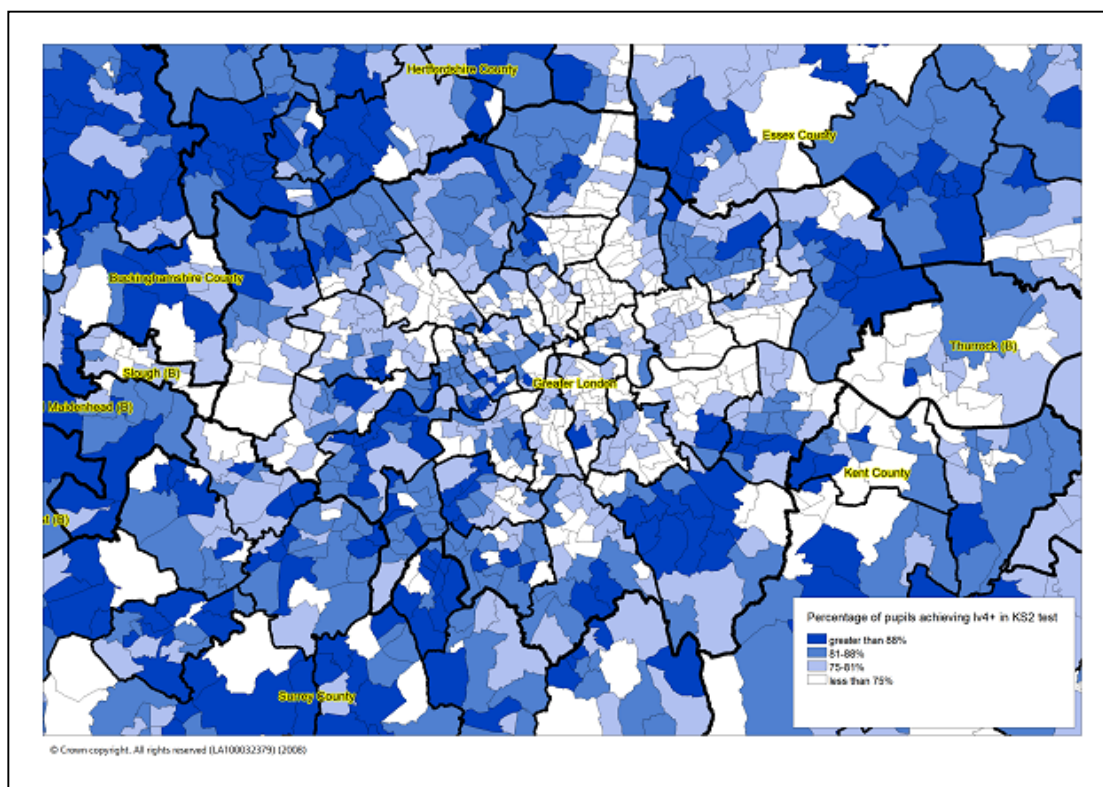 Hertfordshire County
Essex County
Buckinghamshire County
Thurrock (B)
Slough (B)
Greater London
Maidenhead (B)
Kent County
(B)
Surrey County
Percentage of pupils achieving lv4+ in KS2 test
greater than 88%
81-88%
75-81%
less than 75%
© Crown copyright. All rights reserved (LA100032379) (2008)